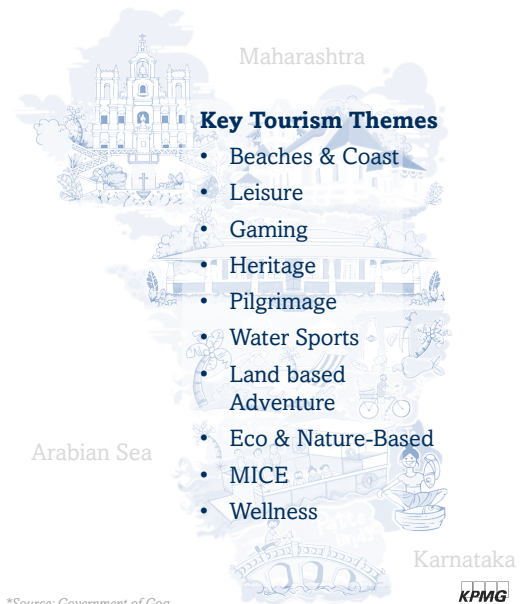 Maharashtra
Key Tourism Themes
• Beaches & Coast
• Leisure
• Gaming
• Heritage
• Pilgrimage
• Water Sports
• Land based
Adventure
• Eco & Nature-Based
• MICE
• Wellness
Arabian Sea
Karnataka
*Source: Government of Goa
KPMG